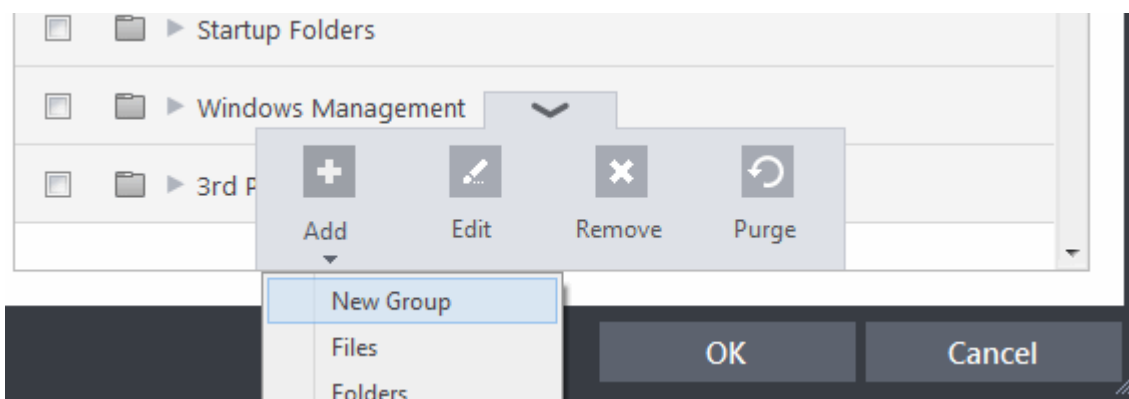 Startup Folders
Windows Management
3rd
Add
Edit
Remove
Purge
New Group
Files
Folders
OK
Cancel